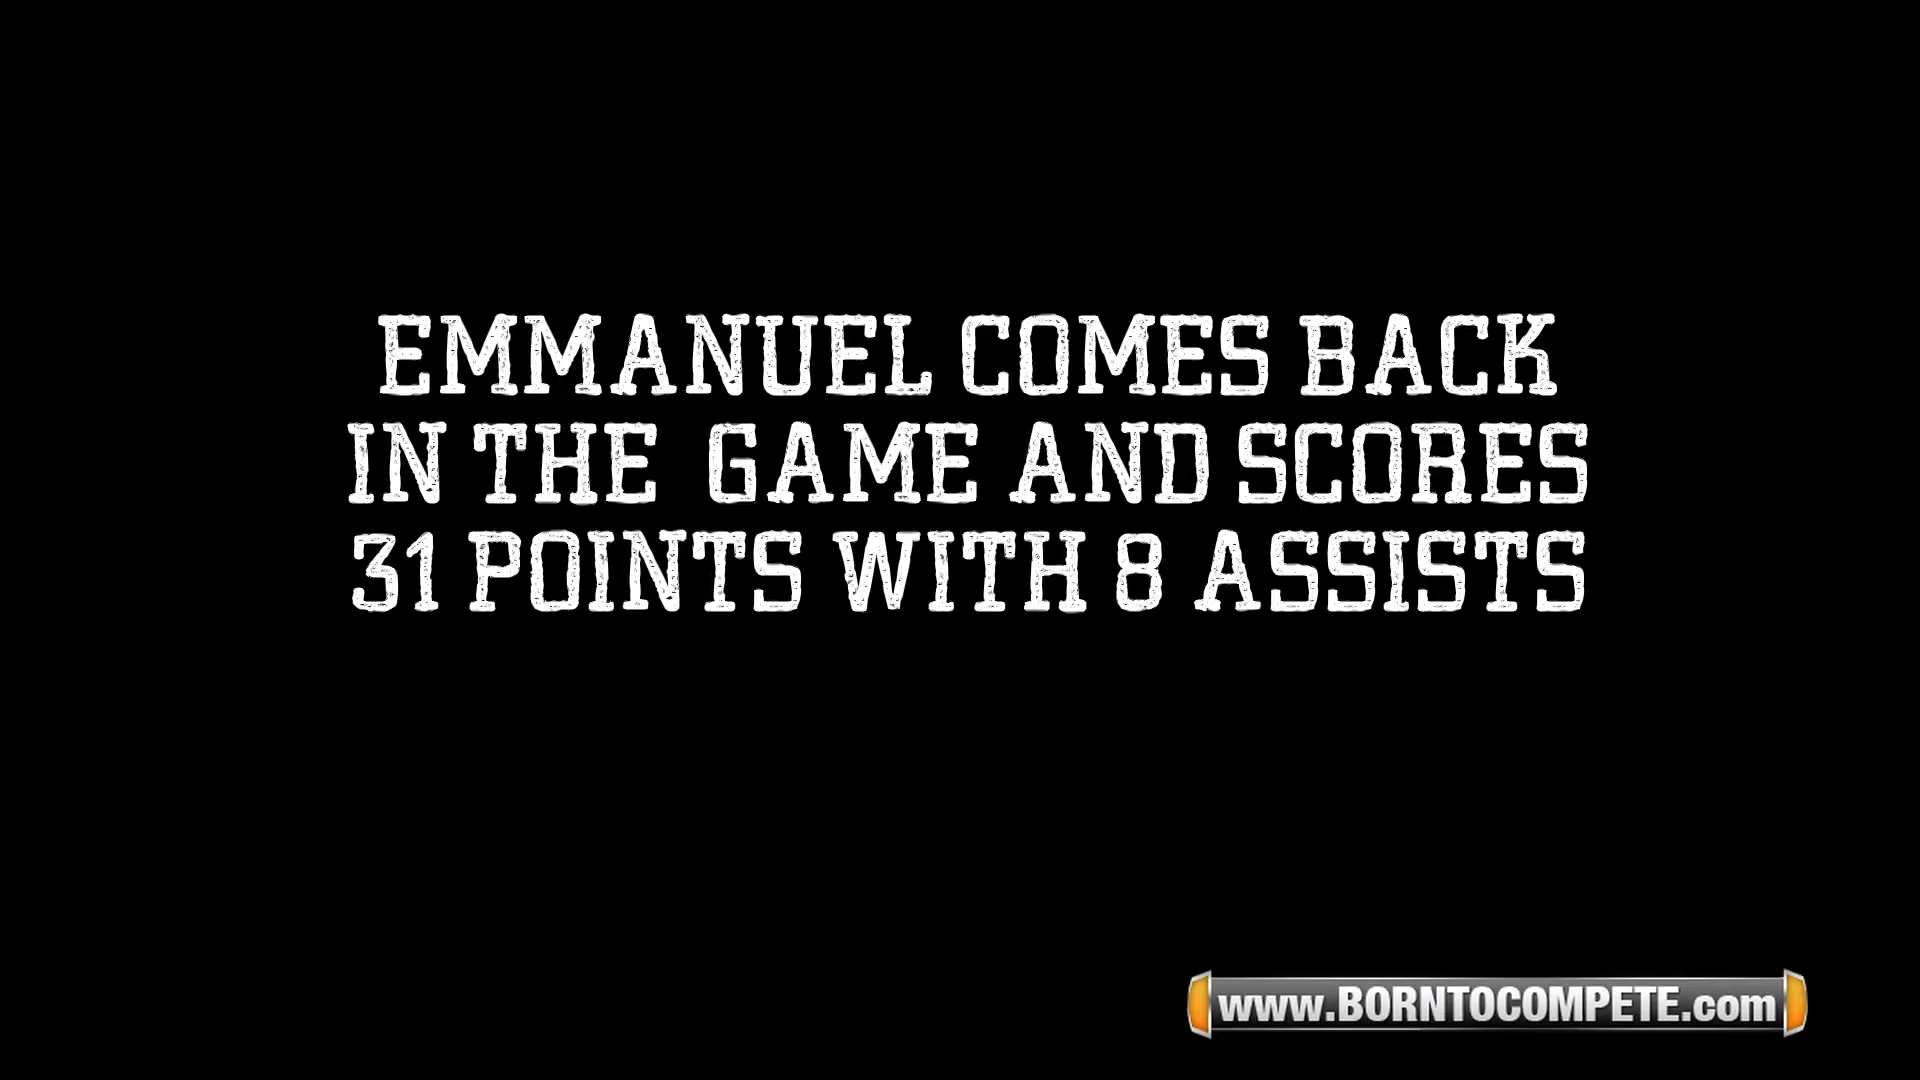 EMMANUEL COMES BACK
IN THE GAME AND SCORES
31 POINTS WITH 8 ASSISTS
www.BORNTOCOMPETE.com